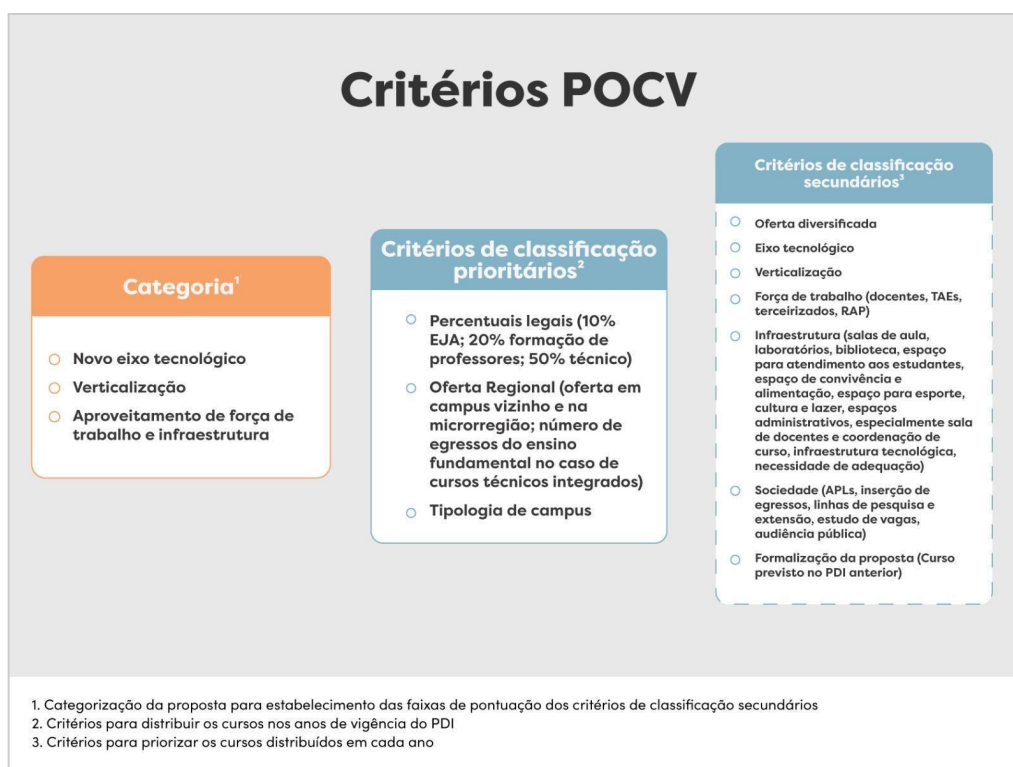 Critérios POCV
Categoria¹
Novo eixo tecnológico
Verticalização
Aproveitamento de força de
trabalho e infraestrutura
Critérios de classificação
prioritários²
Percentuais legais (10%
EJA; 20% formação de
professores; 50% técnico)
Oferta Regional (oferta em
campus vizinho e na
microrregião; número de
egressos do ensino
fundamental no caso de
cursos técnicos integrados)
Tipologia de campus
Critérios de classificação
secundários³
Oferta diversificada
Eixo tecnológico
Verticalização
Força de trabalho (docentes, TAEs,
terceirizados, RAP)
Infraestrutura (salas de aula,
laboratórios, biblioteca, espaço
para atendimento aos estudantes,
espaço de convivência e
alimentação, espaço para esporte,
cultura e lazer, espaços
administrativos, especialmente sala
de docentes e coordenação de
curso, infraestrutura tecnológica,
necessidade de adequação)
Sociedade (APLs, inserção de
egressos, linhas de pesquisa e
extensão, estudo de vagas,
audiência pública)
Formalização da proposta (Curso
previsto no PDI anterior)
1. Categorização da proposta para estabelecimento das faixas de pontuação dos critérios de classificação secundários
2. Critérios para distribuir os cursos nos anos de vigência do PDI
3. Critérios para priorizar os cursos distribuídos em cada ano